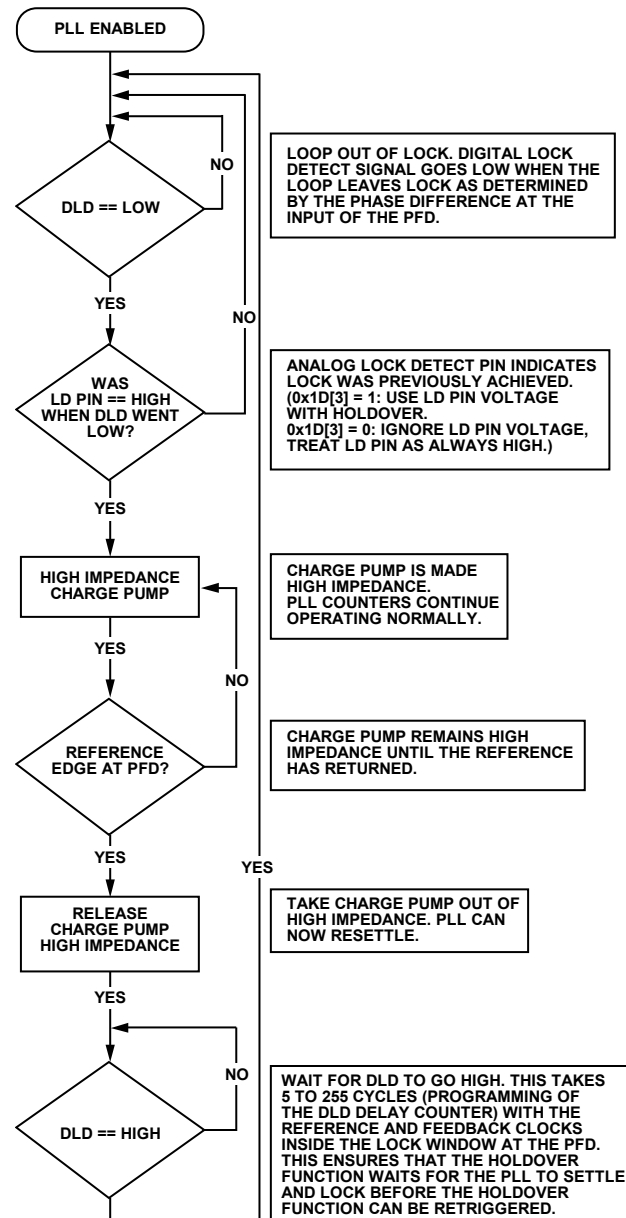 PLL ENABLED
NO
DLD == LOW
LOOP OUT OF LOCK. DIGITAL LOCK
DETECT SIGNAL GOES LOW WHEN THE
LOOP LEAVES LOCK AS DETERMINED
BY THE PHASE DIFFERENCE AT THE
INPUT OF THE PFD.
YES
NO
WAS
LD PIN == HIGH
WHEN DLD WENT
LOW?
ANALOG LOCK DETECT PIN INDICATES
LOCK WAS PREVIOUSLY ACHIEVED.
(0x1D[3] = 1: USE LD PIN VOLTAGE
WITH HOLDOVER.
0x1D[3] = 0: IGNORE LD PIN VOLTAGE,
TREAT LD PIN AS ALWAYS HIGH.)
YES
HIGH IMPEDANCE
CHARGE PUMP
CHARGE PUMP IS MADE
HIGH IMPEDANCE.
PLL COUNTERS CONTINUE
OPERATING NORMALLY.
YES
NO
REFERENCE
EDGE AT PFD?
CHARGE PUMP REMAINS HIGH
IMPEDANCE UNTIL THE REFERENCE
HAS RETURNED.
YES
YES
RELEASE
CHARGE PUMP
HIGH IMPEDANCE
TAKE CHARGE PUMP OUT OF
HIGH IMPEDANCE. PLL CAN
NOW RESETTLE.
YES
NO
DLD == HIGH
WAIT FOR DLD TO GO HIGH. THIS TAKES
5 TO 255 CYCLES (PROGRAMMING OF
THE DLD DELAY COUNTER) WITH THE
REFERENCE AND FEEDBACK CLOCKS
INSIDE THE LOCK WINDOW AT THE PFD.
THIS ENSURES THAT THE HOLDOVER
FUNCTION WAITS FOR THE PLL TO SETTLE
AND LOCK BEFORE THE HOLDOVER
FUNCTION CAN BE RETRIGGERED.